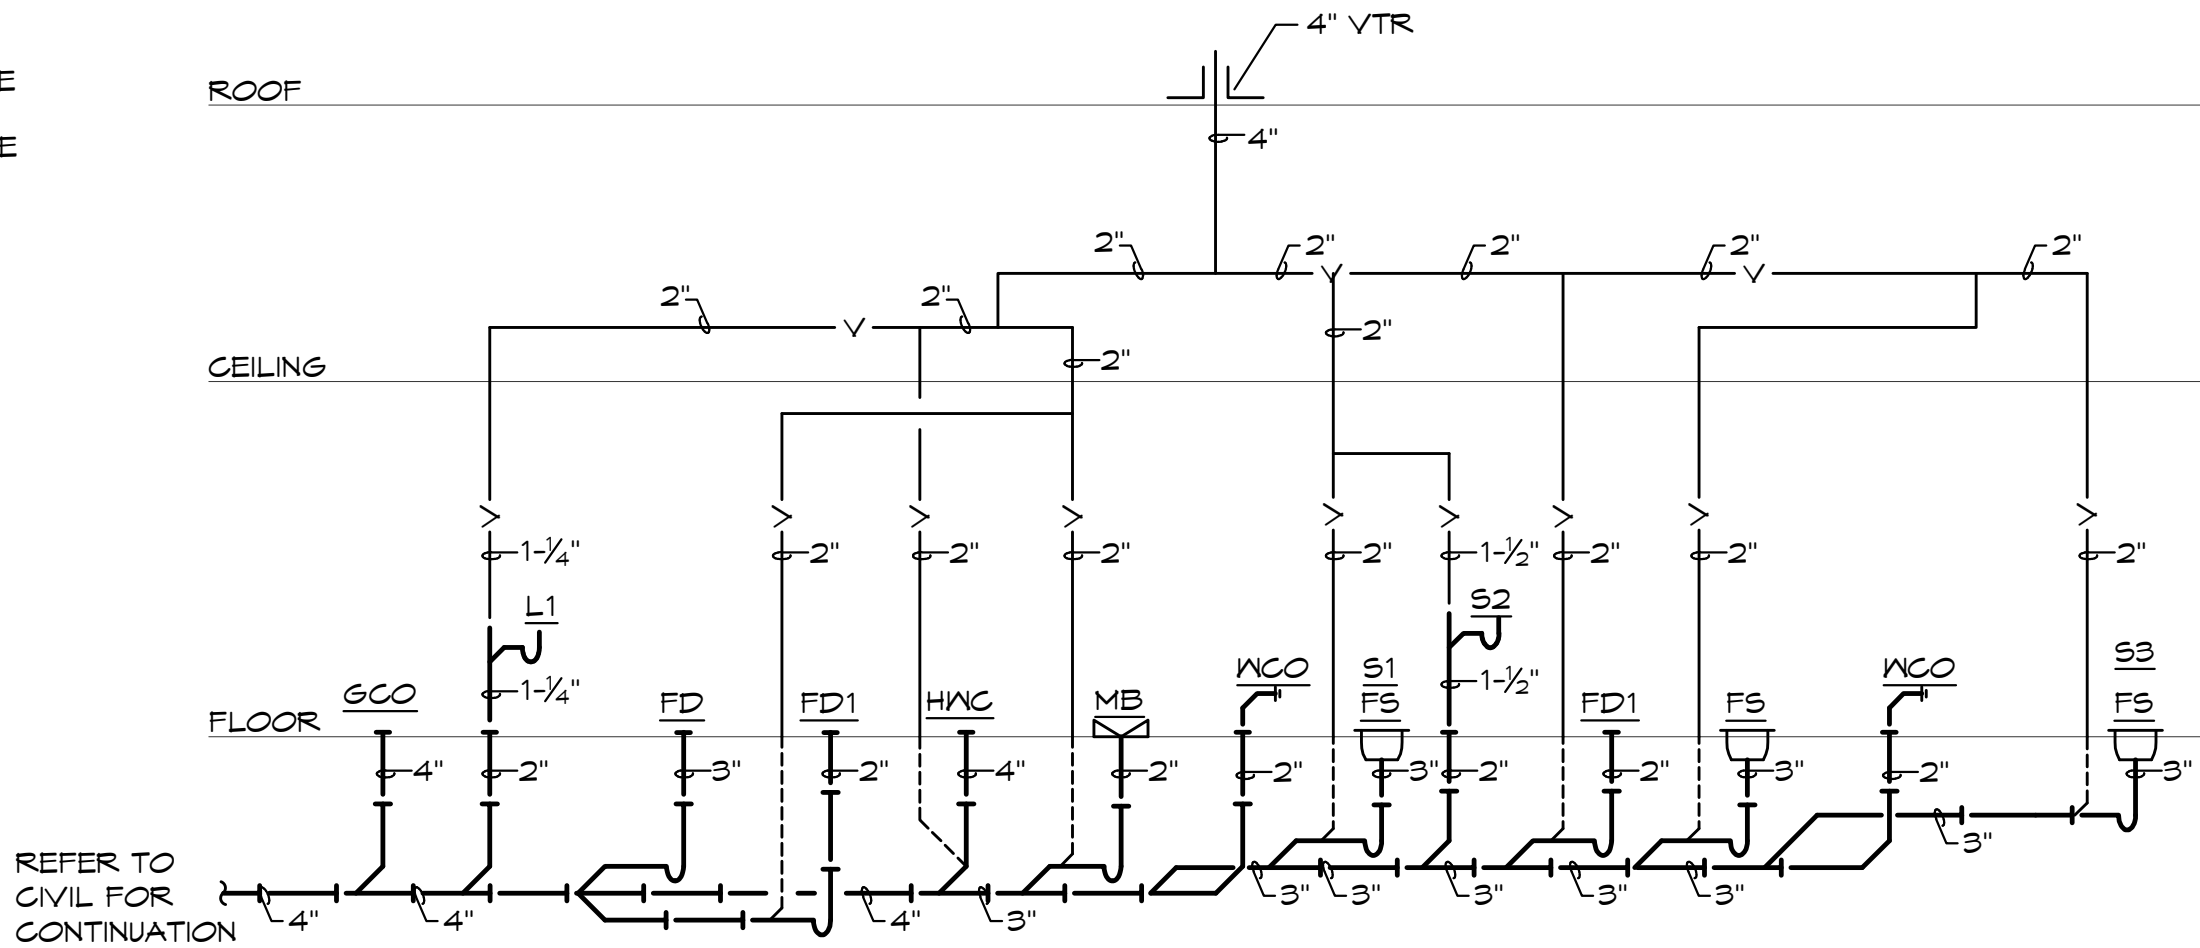 4" VTR
E
ROOF
4"
E
2" 2" 2" 2" 2"
V V
2" 2"
V
2"
2"
CEILING
V V V V V V V V V
1-1/4" 2" 2" 2" 2" 1-1/2" 2" 2" 2"
L1
S2
WCO S1 WCO S3
1-1/4" 1-1/2"
GCO FD FD1 HWC MB FS FD1 FS FS
FLOOR
4" 2" 3" 2" 4" 2" 2" 3" 2" 2" 3" 2" 3"
3"
REFER TO
CIVIL FOR
3" 3" 3" 3" 3"
4" 4" 4" 3"
CONTINUATION